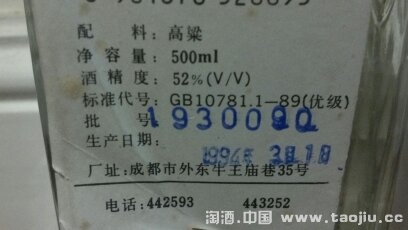 配料:高粱
净容量:500ml
酒精度:52%(V/V)
标准代号:GB10781.1-89(优级)
批号 1930090
生产日期:
厂址:成都市外东牛王庙巷35号
电话:442593 443252
淘酒.中国 www.taojiu.cc